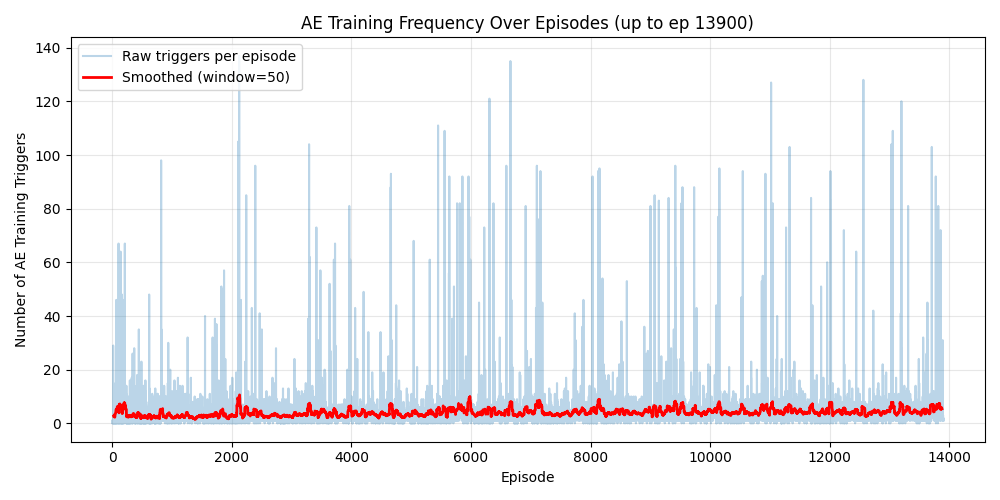 AE Training Frequency Over Episodes (up to ep 13900)
Raw triggers per episode
Smoothed (window=50)
Number of AE Training Triggers
140
120
100
80
60
40
20
0
0 2000 4000 6000 8000 10000 12000 14000
Episode